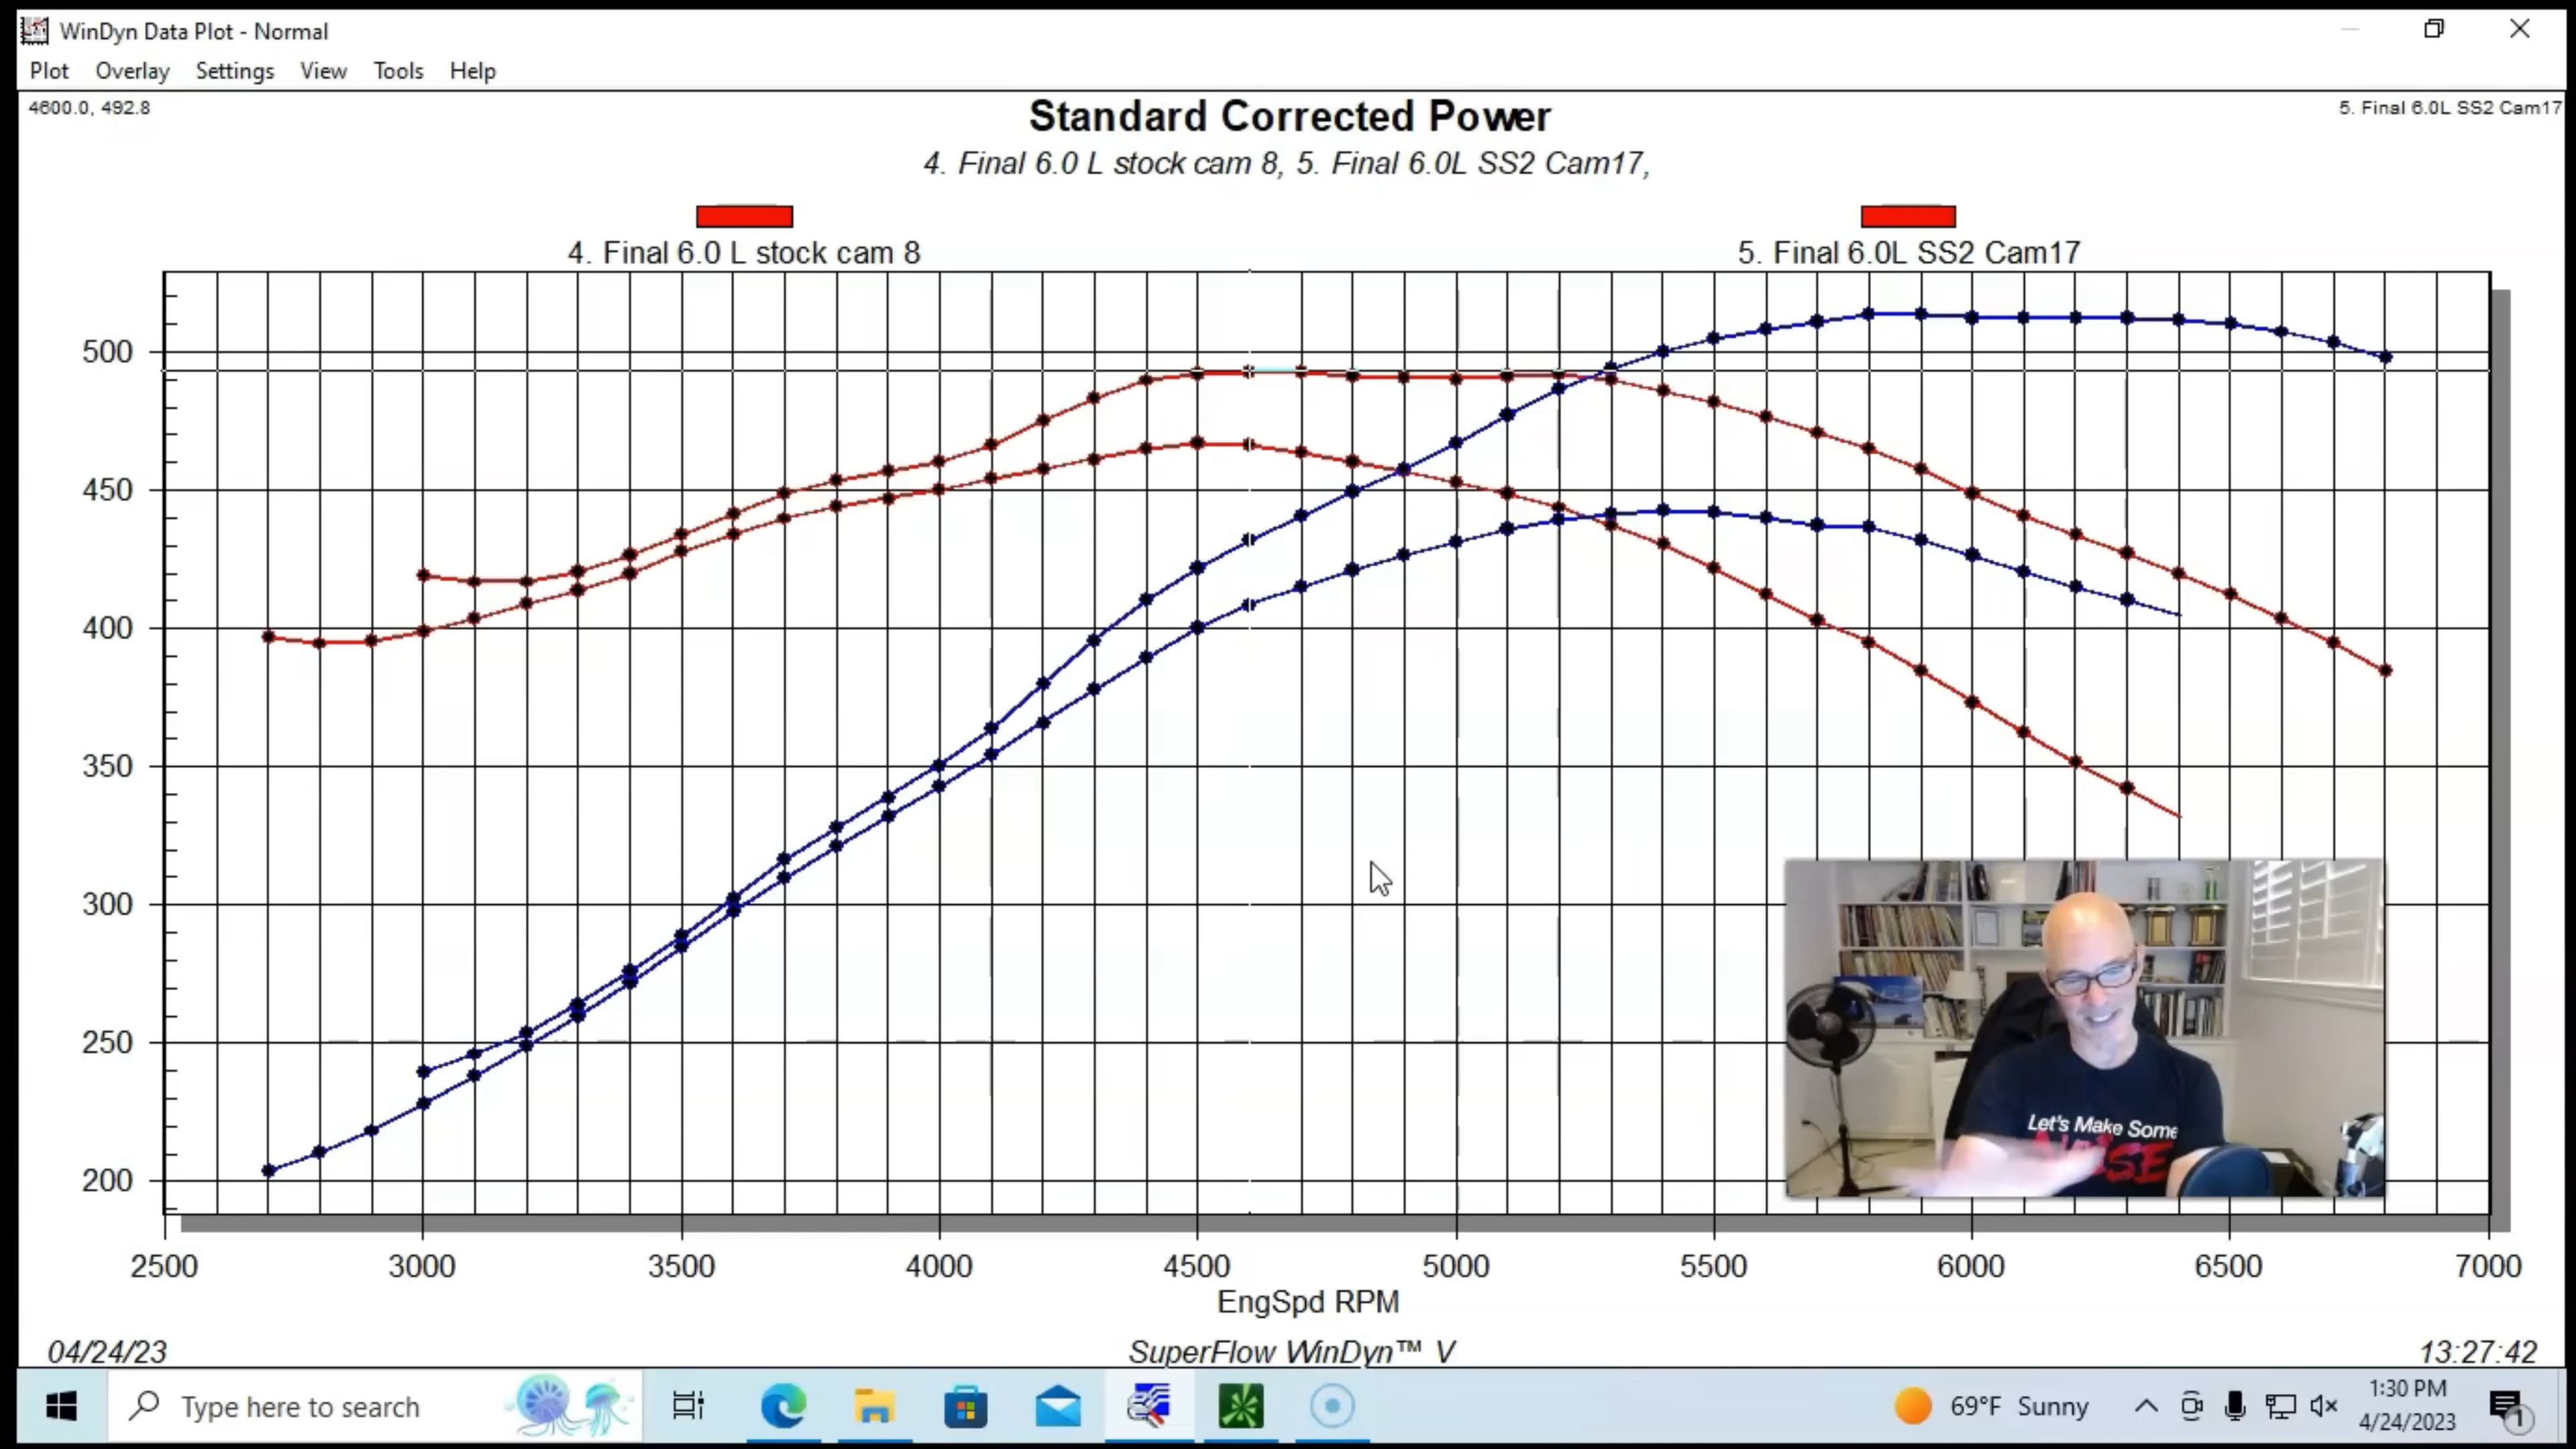 WinDyn Data Plot - Normal
Plot Overlay Settings View Tools Help
4600.0, 492.8
5. Final 6.0L SS2 Cam17
Standard Corrected Power
4. Final 6.0 L stock cam 8, 5. Final 6.0L SS2 Cam17,
4. Final 6.0 L stock cam 8
5. Final 6.0L SS2 Cam17
500
450
400
350
300
250
200
2500 3000 3500 4000 4500 5000 5500 6000 6500 7000
EngSpd RPM
Let's Make Some
04/24/23
SuperFlow WinDyn™ V
13:27:42
Type here to search
69°F Sunny
1:30 PM
4/24/2023
1